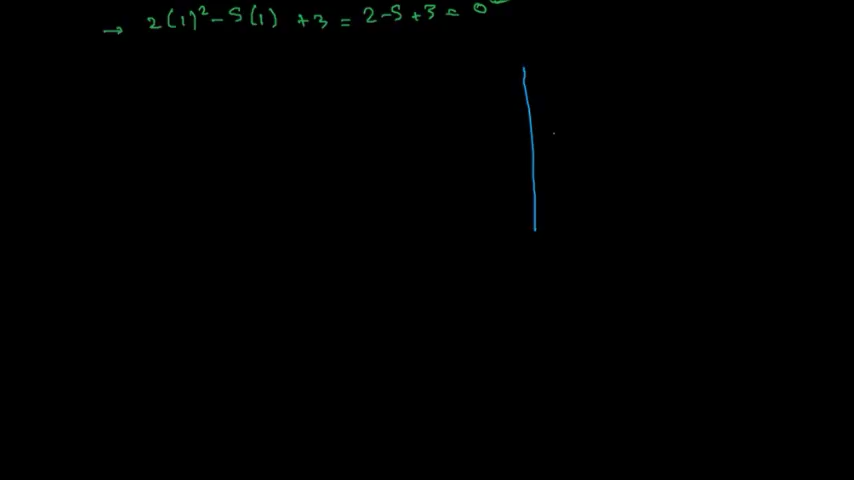 → 2(1)² - 5(1) + 3 = 2-5+3 = 0